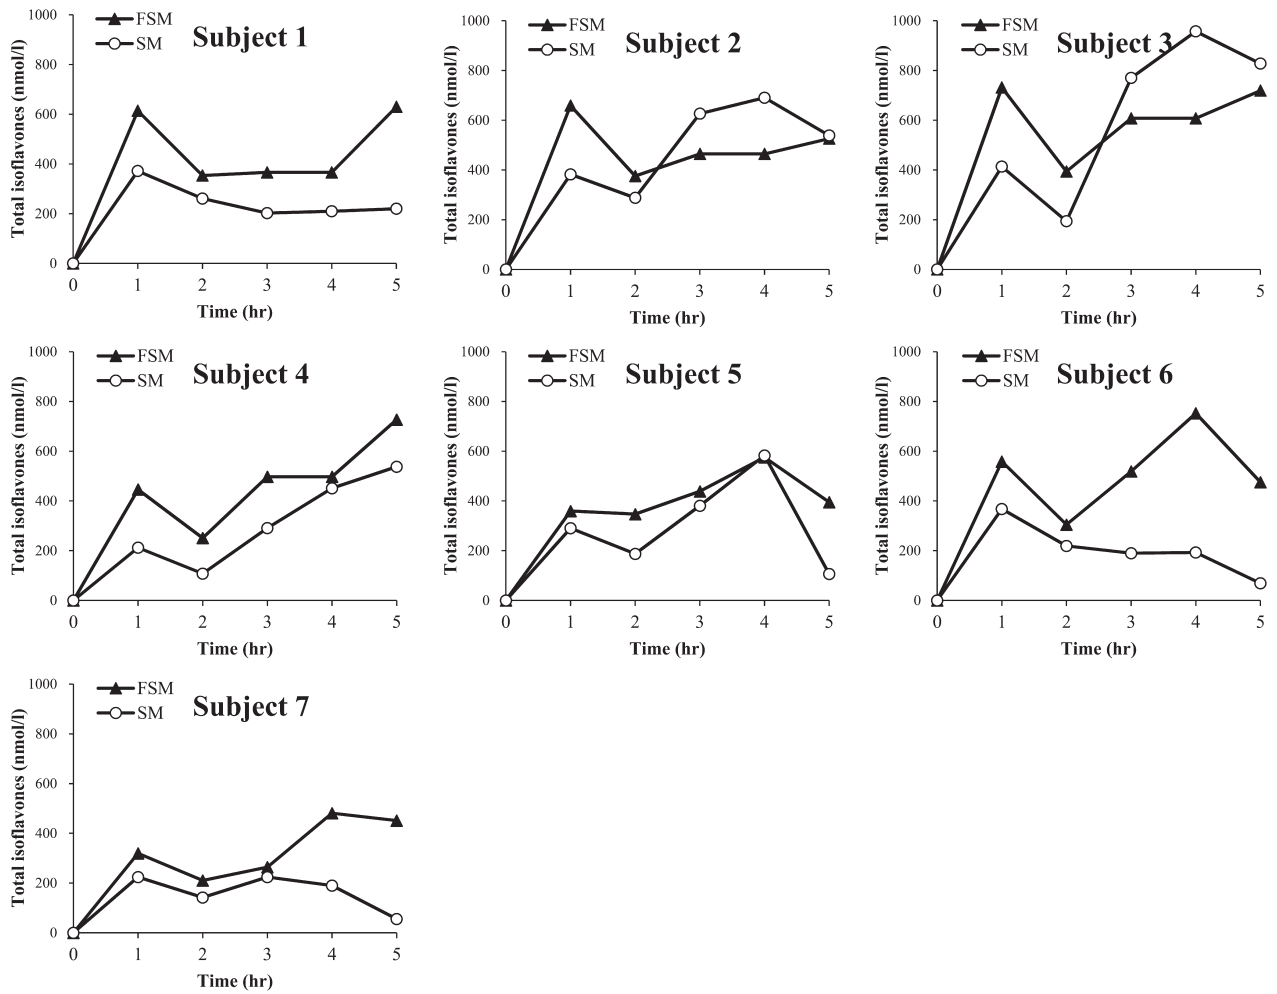 FSM
SM
Subject 1
Total isoflavones (nmol/l)
1000
800
600
400
200
0
0 1 2 3 4 5
Time (hr)
FSM
SM
Subject 2
Total isoflavones (nmol/l)
1000
800
600
400
200
0
0 1 2 3 4 5
Time (hr)
FSM
SM
Subject 3
Total isoflavones (nmol/l)
1000
800
600
400
200
0
0 1 2 3 4 5
Time (hr)
FSM
SM
Subject 4
Total isoflavones (nmol/l)
1000
800
600
400
200
0
0 1 2 3 4 5
Time (hr)
FSM
SM
Subject 5
Total isoflavones (nmol/l)
1000
800
600
400
200
0
0 1 2 3 4 5
Time (hr)
FSM
SM
Subject 6
Total isoflavones (nmol/l)
1000
800
600
400
200
0
0 1 2 3 4 5
Time (hr)
FSM
SM
Subject 7
Total isoflavones (nmol/l)
1000
800
600
400
200
0
0 1 2 3 4 5
Time (hr)